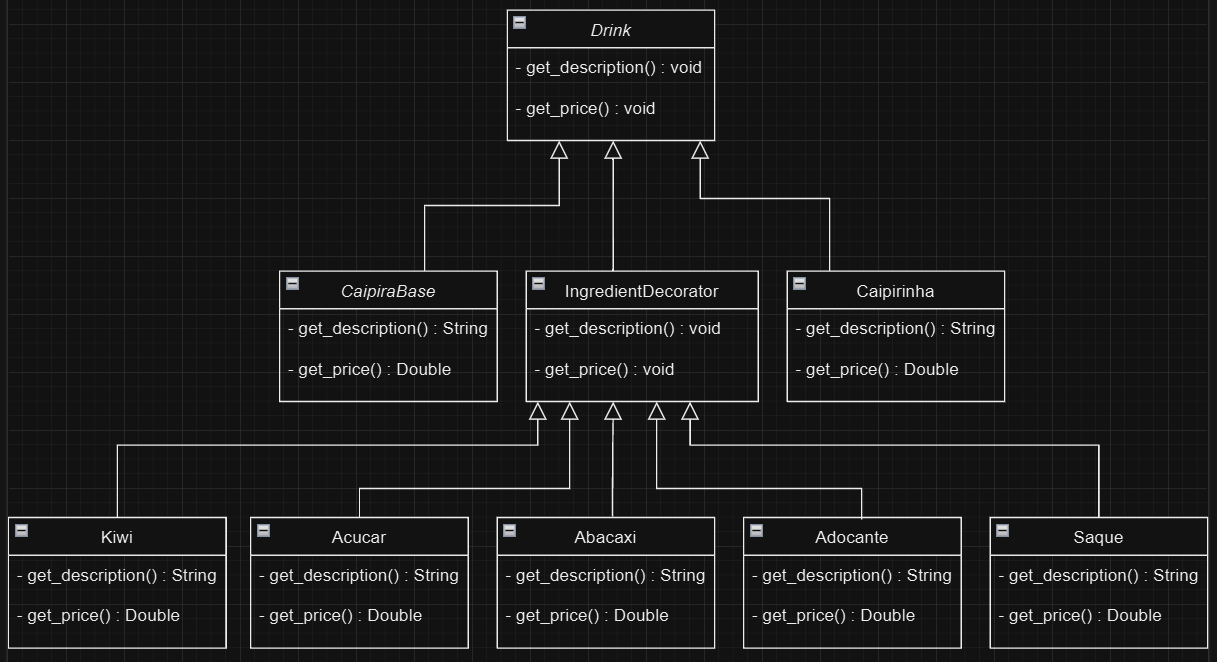 Drink
- get_description() : void
- get_price() : void
CaipiraBase
- get_description() : String
- get_price() : Double
IngredientDecorator
- get_description() : void
- get_price() : void
Caipirinha
- get_description() : String
- get_price() : Double
Kiwi
- get_description() : String
- get_price() : Double
Acucar
- get_description() : String
- get_price() : Double
Abacaxi
- get_description() : String
- get_price() : Double
Adocante
- get_description() : String
- get_price() : Double
Saque
- get_description() : String
- get_price() : Double